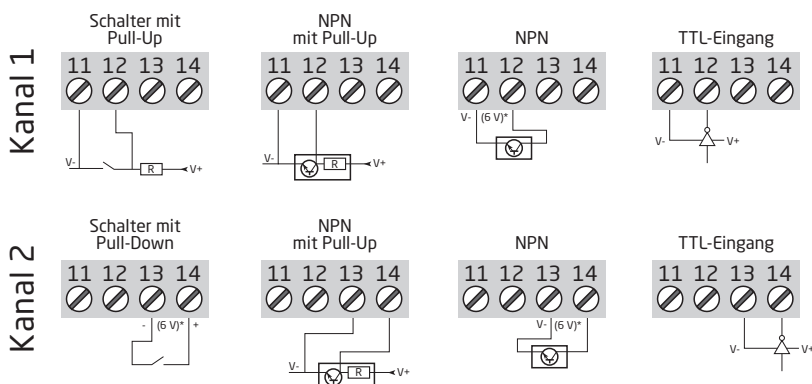 Kanal 1
Schalter mit
Pull-Up
11 12 13 14
V-
R
V+
NPN
mit Pull-Up
11 12 13 14
V-
R
V+
NPN
11 12 13 14
V- (6 V)*
TTL-Eingang
11 12 13 14
V-
V+
Kanal 2
Schalter mit
Pull-Down
11 12 13 14
- (6 V)* +
NPN
mit Pull-Up
11 12 13 14
V-
R
V+
NPN
11 12 13 14
V- (6 V)*
TTL-Eingang
11 12 13 14
V-
V+